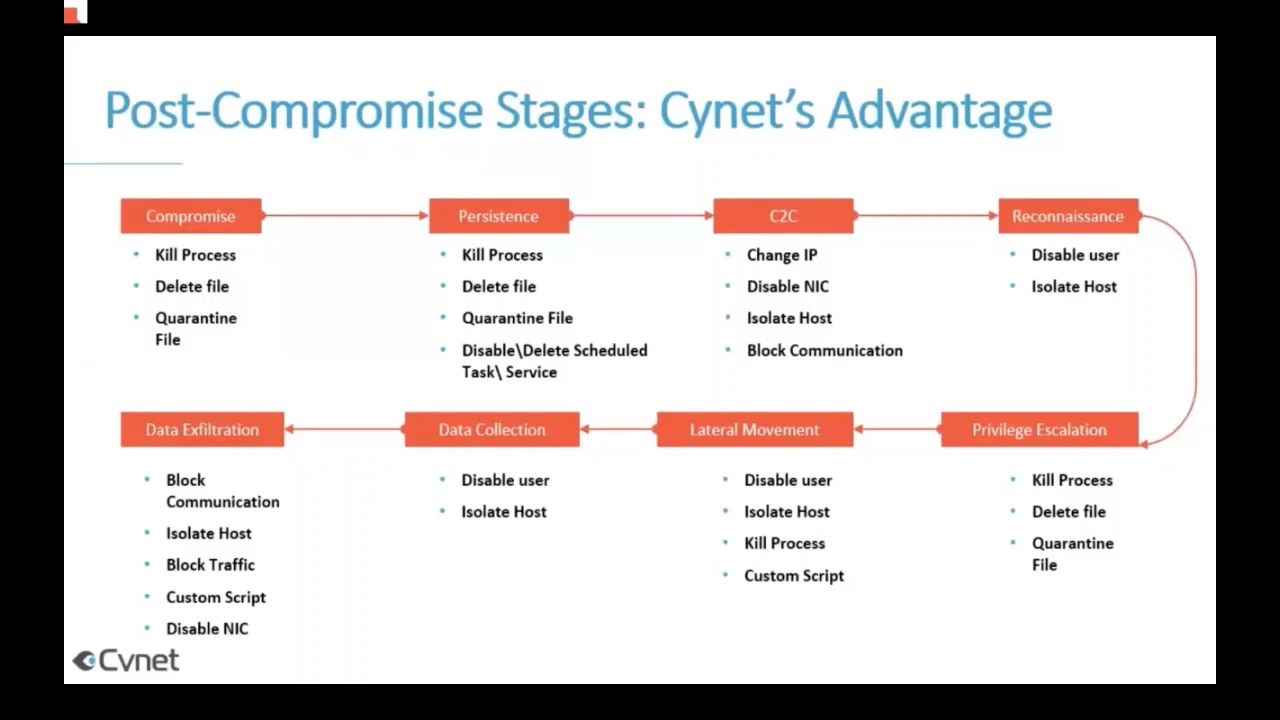 Post-Compromise Stages: Cynet's Advantage
Compromise
Kill Process
Delete file
Quarantine
File
Persistence
Kill Process
Delete file
Quarantine File
Disable\Delete Scheduled
Task\ Service
C2C
Change IP
Disable NIC
Isolate Host
Block Communication
Reconnaissance
Disable user
Isolate Host
Privilege Escalation
Kill Process
Delete file
Quarantine
File
Lateral Movement
Disable user
Isolate Host
Kill Process
Custom Script
Data Collection
Disable user
Isolate Host
Data Exfiltration
Block
Communication
Isolate Host
Block Traffic
Custom Script
Disable NIC
Cynet